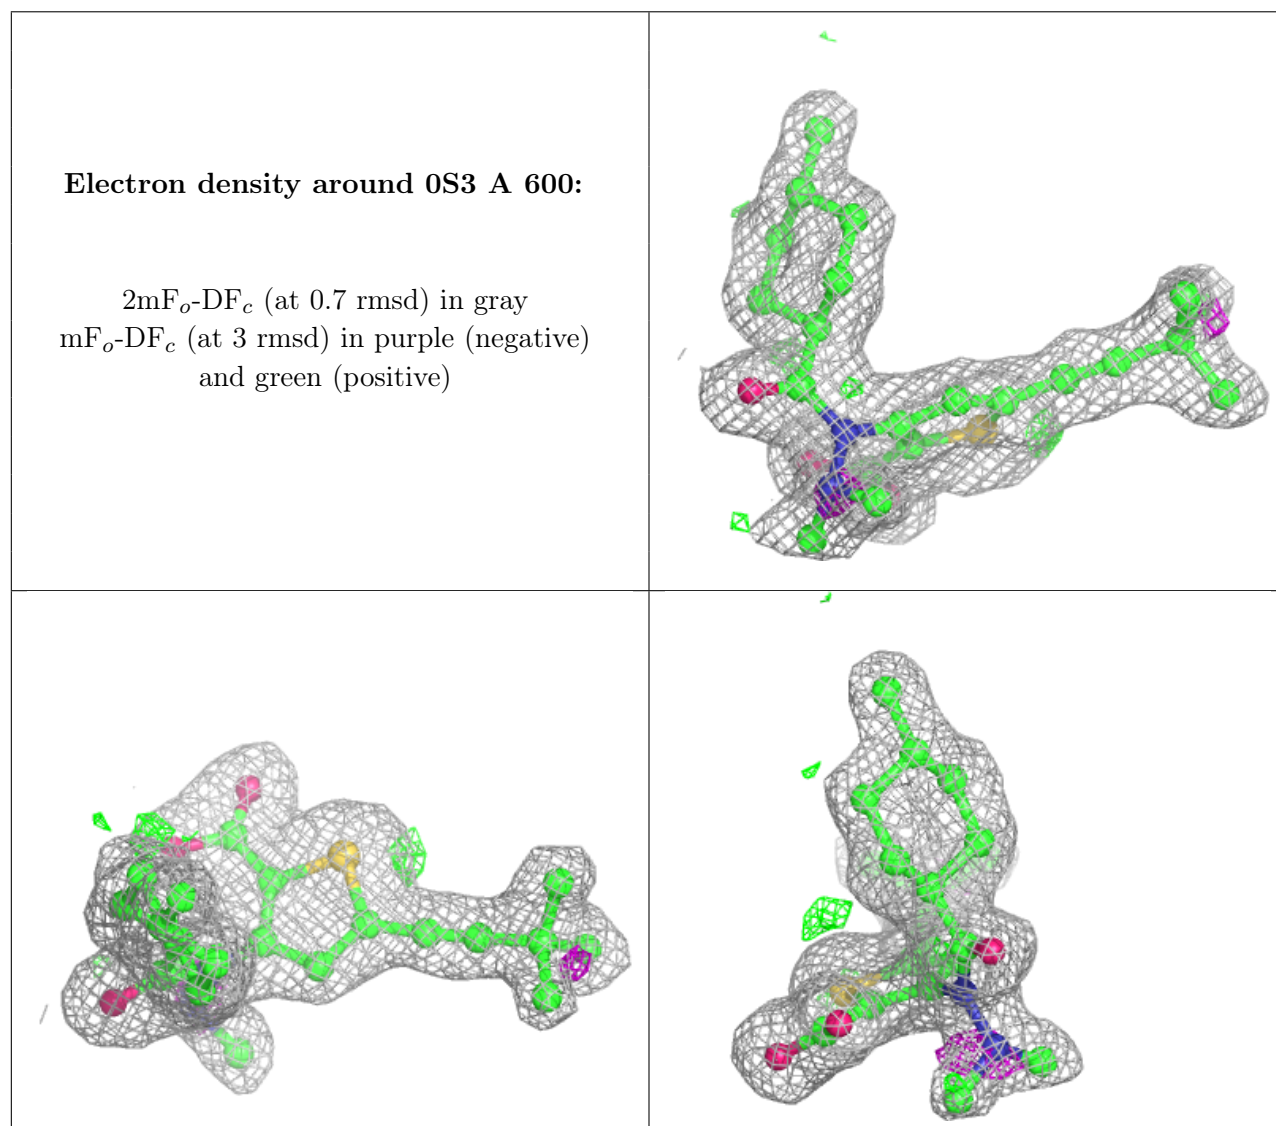 Electron density around 0S3 A 600:
2mFo-DFc (at 0.7 rmsd) in gray
mFo-DFc (at 3 rmsd) in purple (negative)
and green (positive)